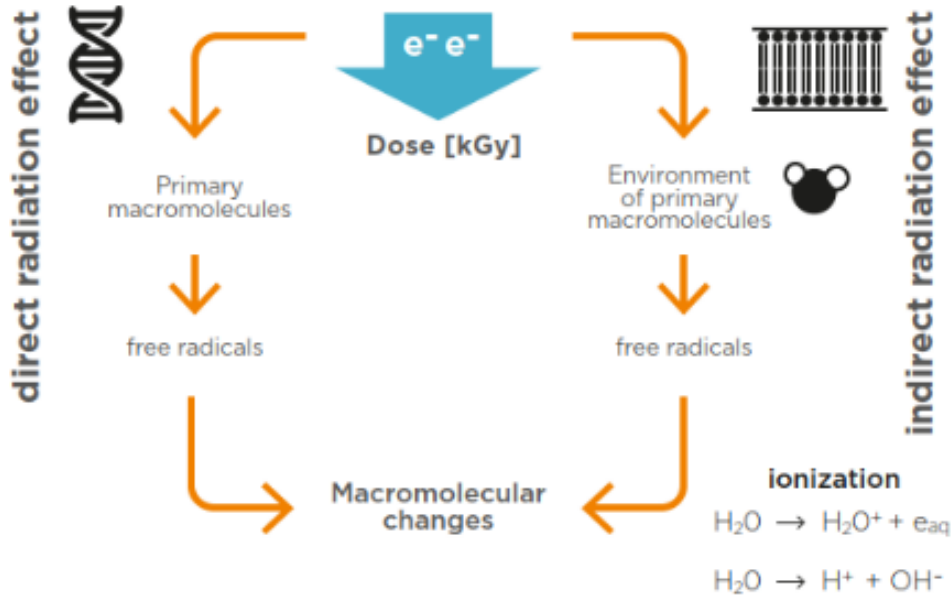 direct radiation effect
e⁻ e⁻
Dose [kGy]
Primary
macromolecules
free radicals
Environment
of primary
macromolecules
free radicals
indirect radiation effect
Macromolecular
changes
ionization
H₂O → H₂O⁺ + eaq
H₂O → H⁺ + OH⁻